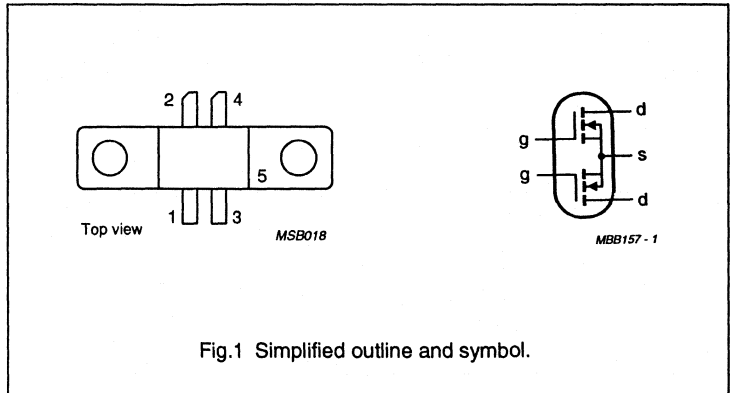 2 4
5
1 3
Top view
MSB018
d
g
s
g
d
MBB157 - 1
Fig.1 Simplified outline and symbol.